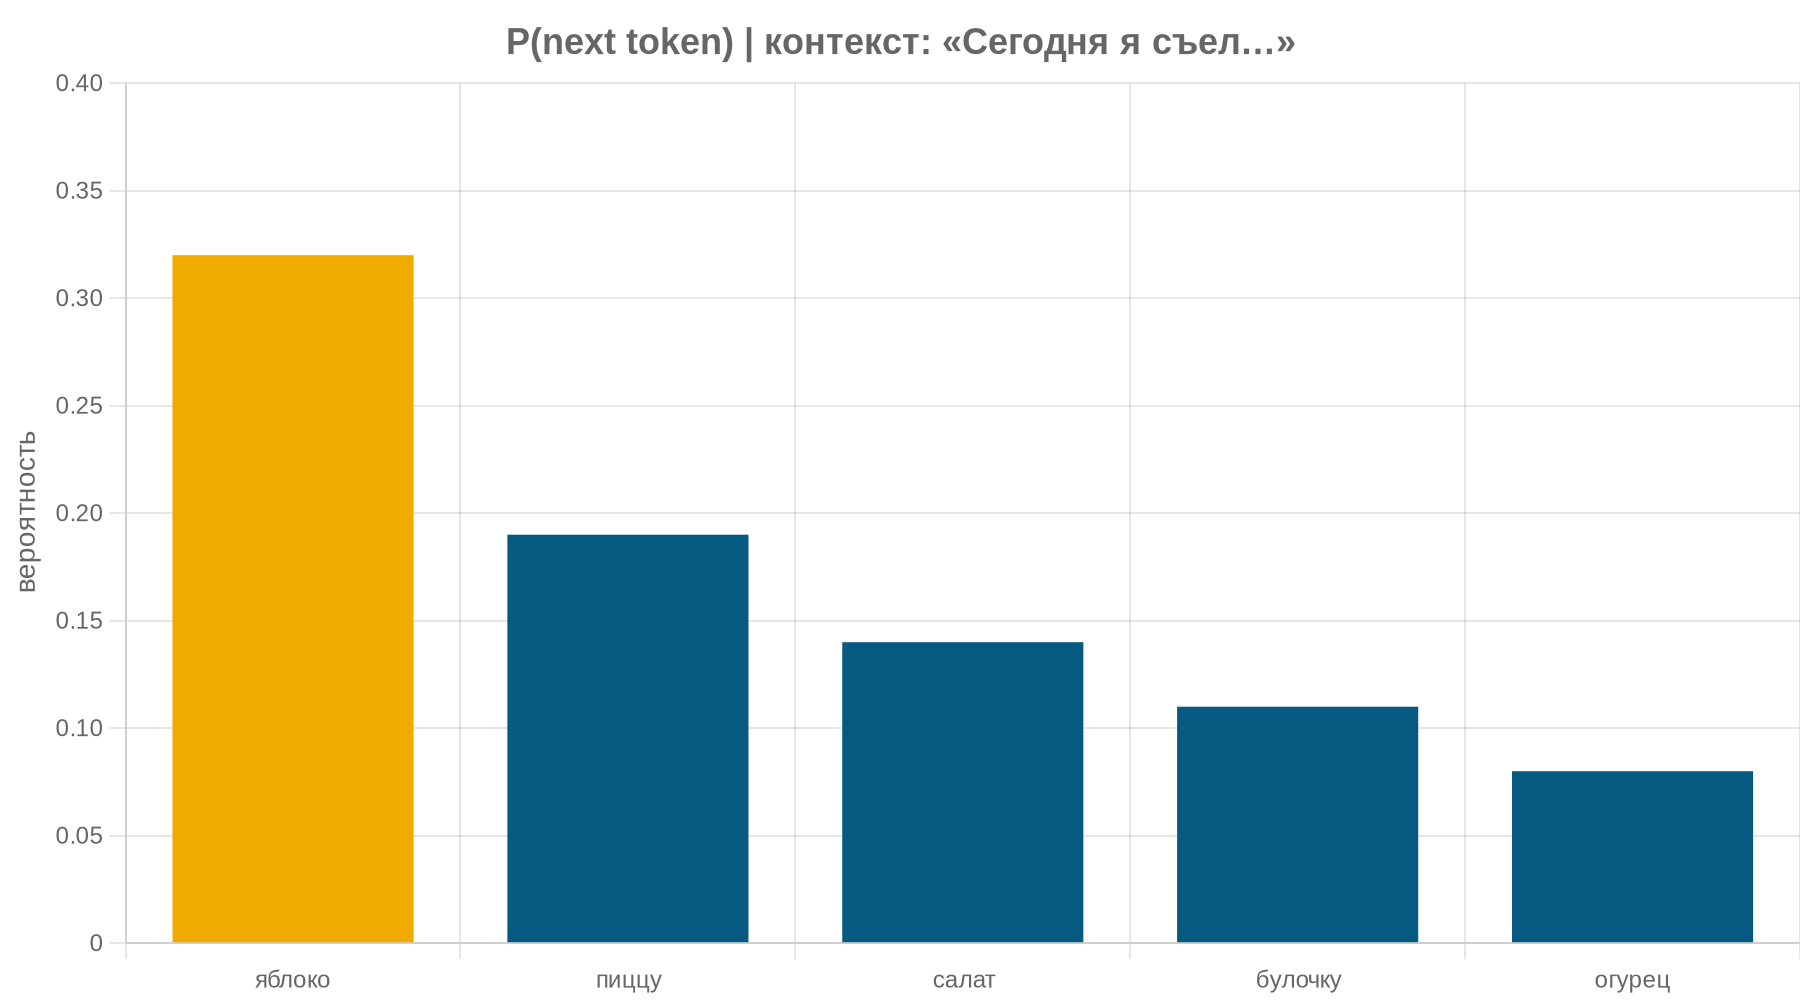 P(next token) | контекст: «Сегодня я съел…»
0.40
0.35
0.30
0.25
0.20
0.15
0.10
0.05
0
вероятность
яблоко
пиццу
салат
булочку
огурец